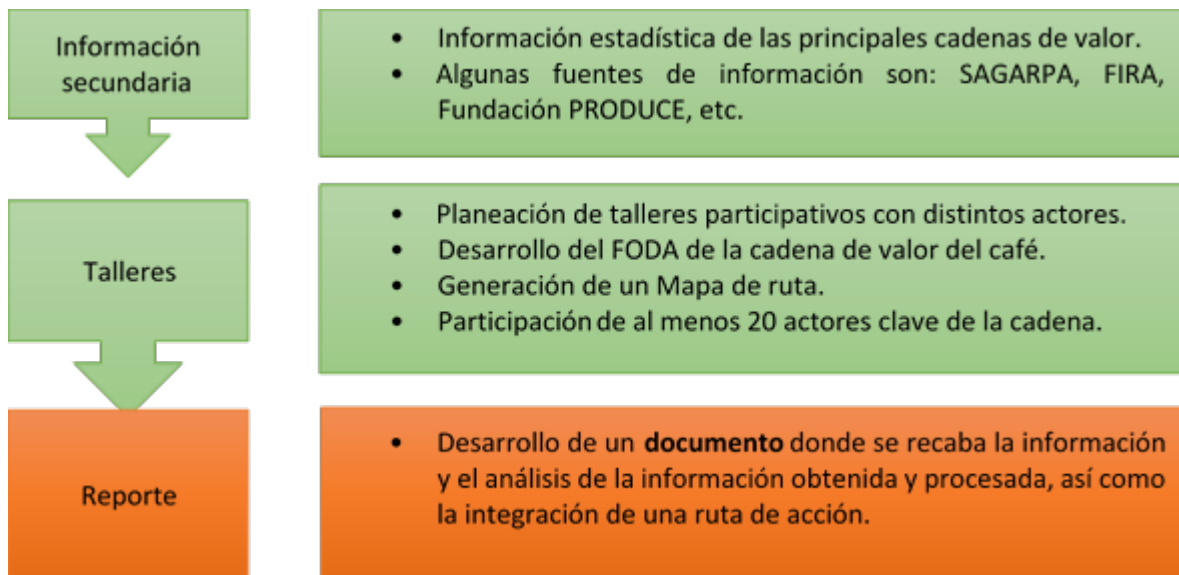 Información
secundaria
• Información estadística de las principales cadenas de valor.
• Algunas fuentes de información son: SAGARPA, FIRA,
Fundación PRODUCE, etc.
Talleres
• Planeación de talleres participativos con distintos actores.
• Desarrollo del FODA de la cadena de valor del café.
• Generación de un Mapa de ruta.
• Participación de al menos 20 actores clave de la cadena.
Reporte
• Desarrollo de un documento donde se recaba la información
y el análisis de la información obtenida y procesada, así como
la integración de una ruta de acción.